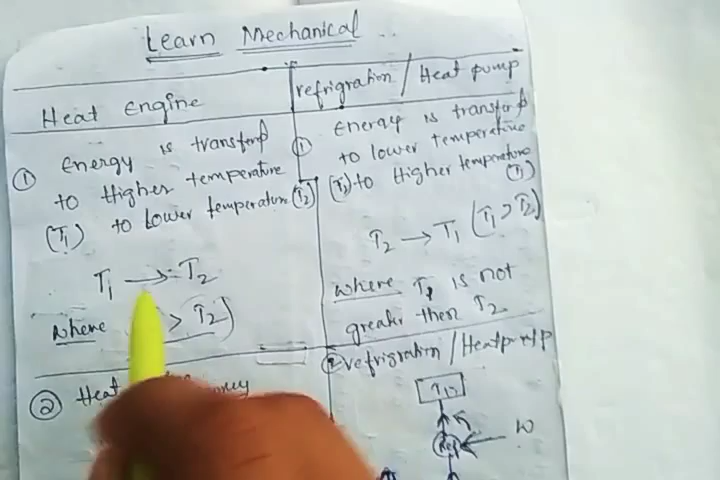 Learn Mechanical
Heat Engine
① Energy is transferd
to Higher temperature
(T₁) to Lower temperature (T₂)
T₁ → T₂
where > T₂)
② Heat
refrigration / Heat pump
① Energy is transferd
to lower temperature
(T₂) to Higher temperature
(T₁)
T₂ → T₁ (T₁ > T₂)
where T₁ is not
greater then T₂
② refrigration / Heat pump
W